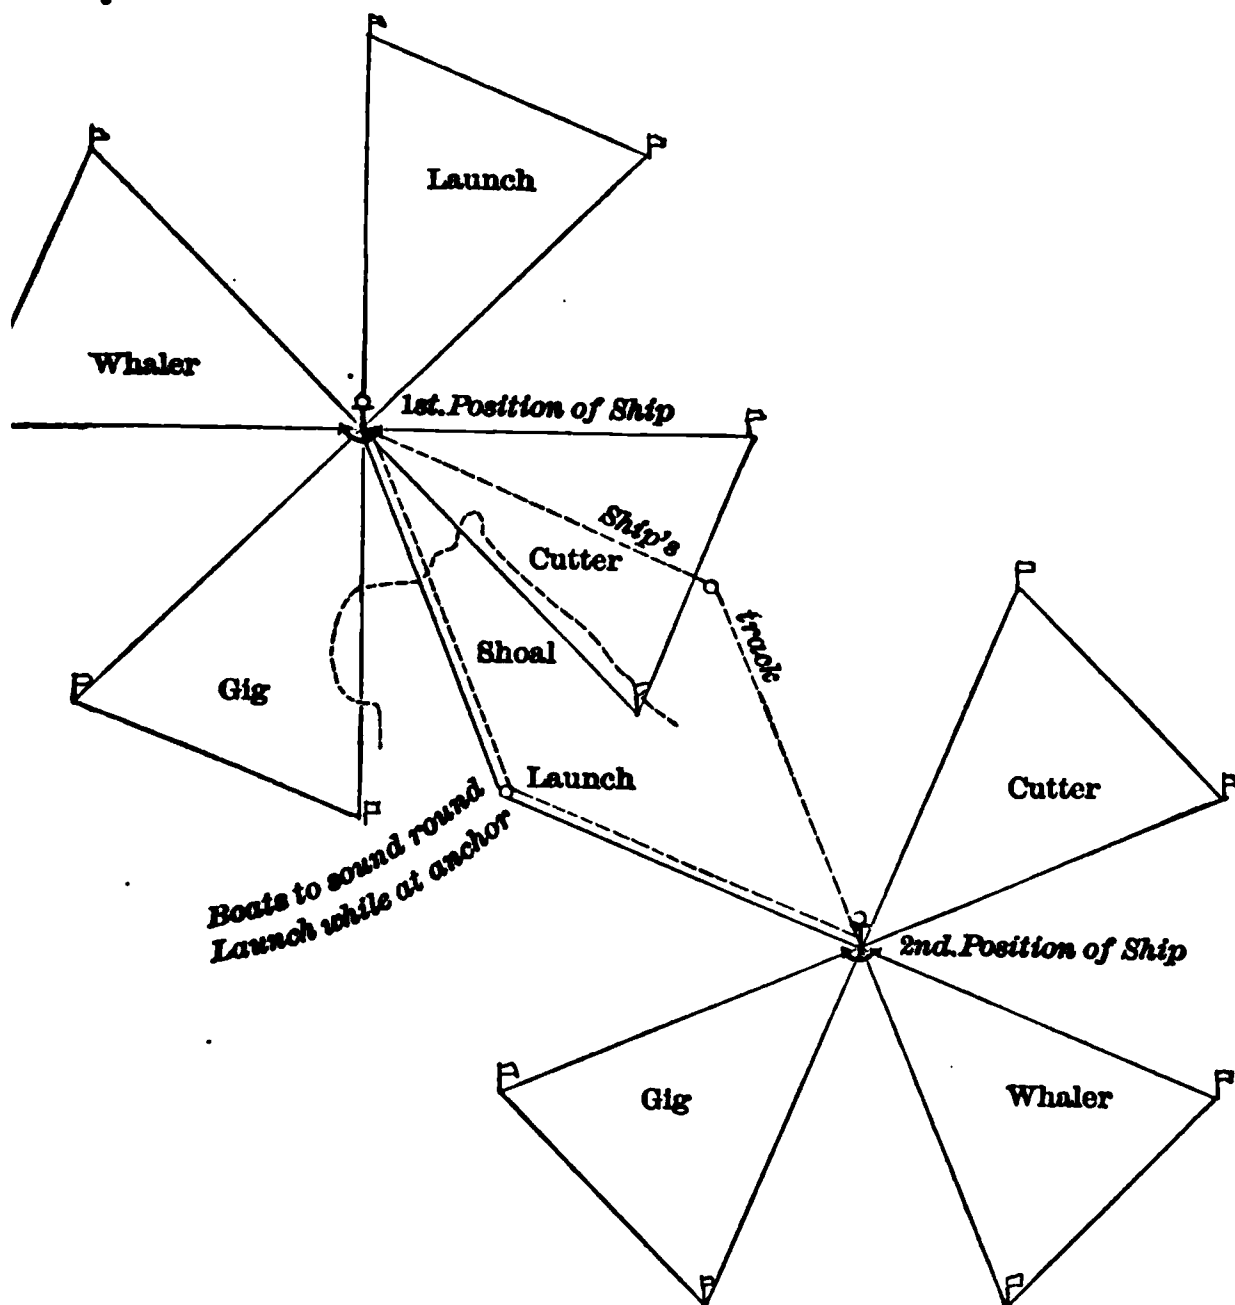 Launch
Whaler
1st. Position of Ship
Ship's
track
Cutter
Shoal
Gig
Launch
Boats to sound round
Launch while at anchor
Cutter
2nd. Position of Ship
Gig
Whaler